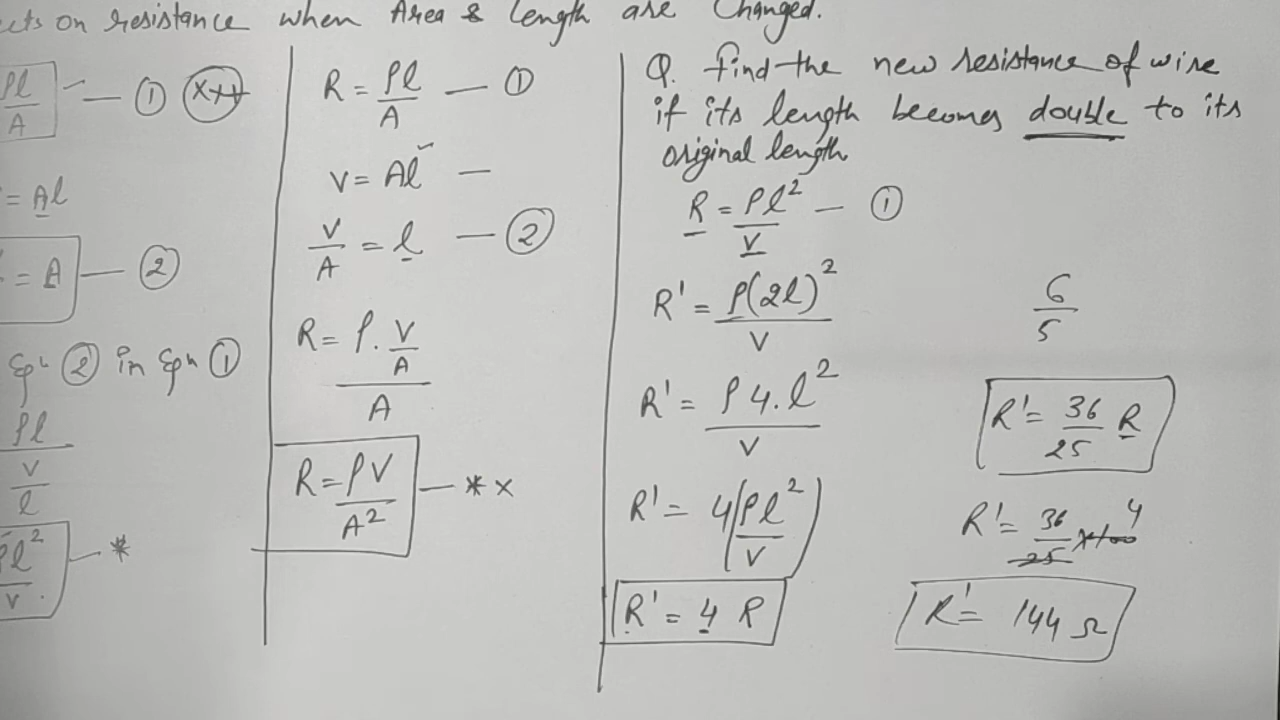 on resistance when Area & Length are Changed.
ρl
A
— ① 
= Al
= A — ②
Eqⁿ ② in Eqⁿ ①
ρl
V
l
ρl²
V . — *
R = ρl — ①
A
V = Al —
V = l — ②
A
R = ρ. V
A
A
R = ρV — * ×
A²
Q. find the new resistance of wire
if its length becomes double to its
original length
R = ρl² — ①
V
R' = ρ(2l)²
V
R' = ρ4.l²
V
R' = 4(ρl²)
V
R' = 4 R
6
5
R' = 36 R
25
R' = 36 ×100 4
25
R' = 144 Ω